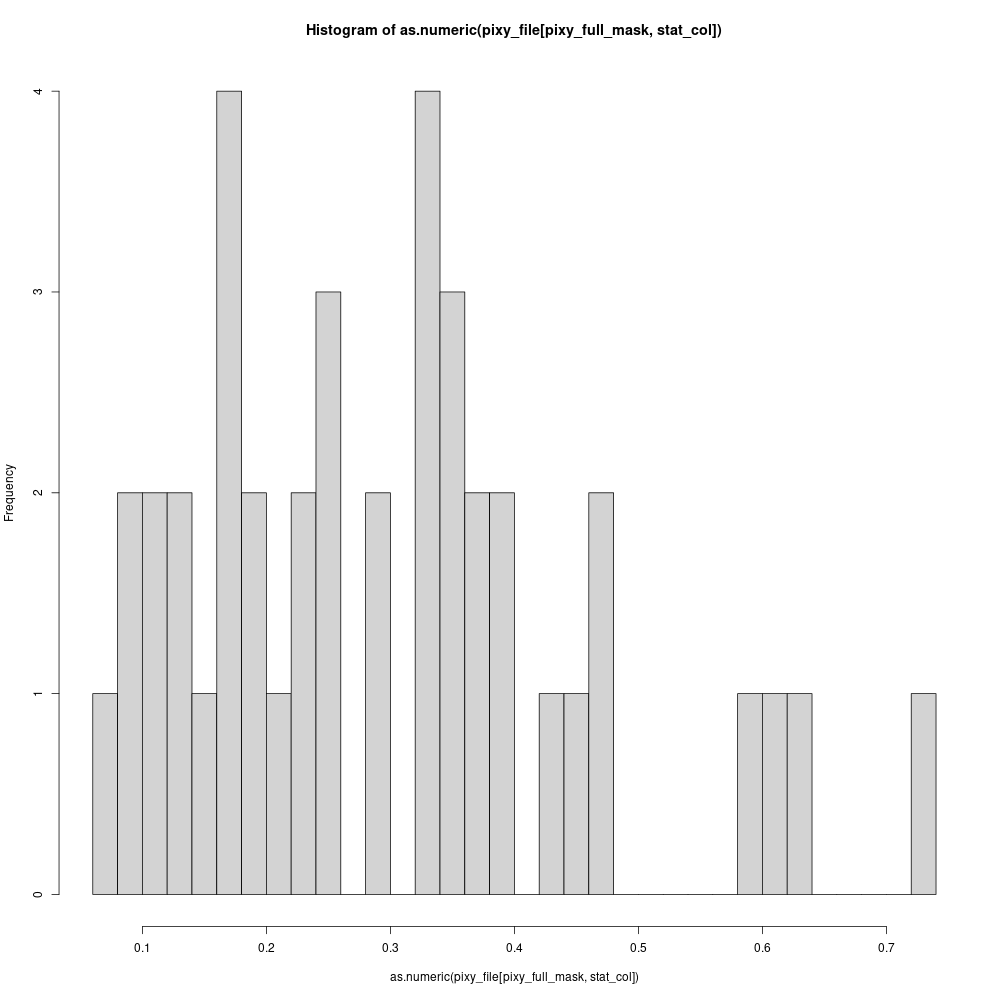 Histogram of as.numeric(pixy_file[pixy_full_mask, stat_col])
4
3
2
1
0
Frequency
0.1 0.2 0.3 0.4 0.5 0.6 0.7
as.numeric(pixy_file[pixy_full_mask, stat_col])